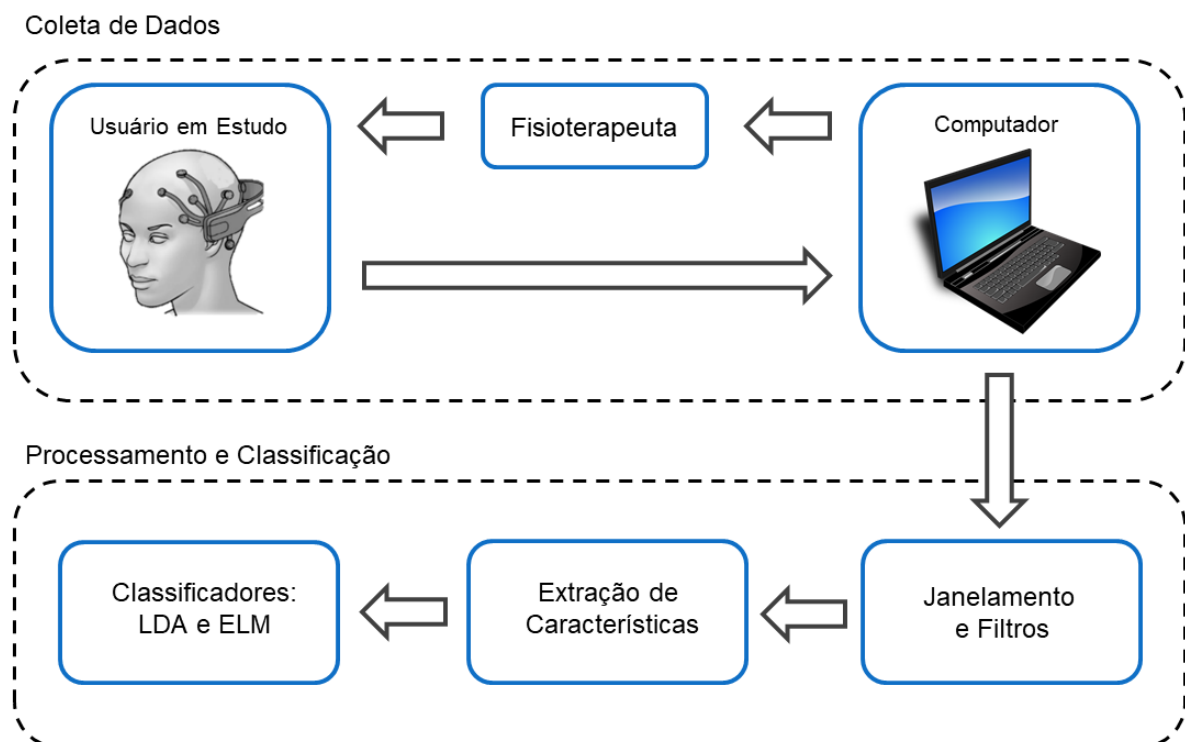 Coleta de Dados
Usuário em Estudo
Fisioterapeuta
Computador
Processamento e Classificação
Classificadores:
LDA e ELM
Extração de
Características
Janelamento
e Filtros